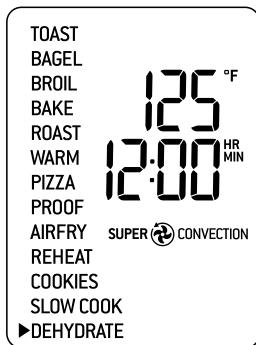 TOAST
BAGEL
BROIL
BAKE
ROAST
WARM
PIZZA
PROOF
AIRFRY
REHEAT
COOKIES
SLOW COOK
▶DEHYDRATE
125 °F
12:00 HR MIN
SUPER CONVECTION